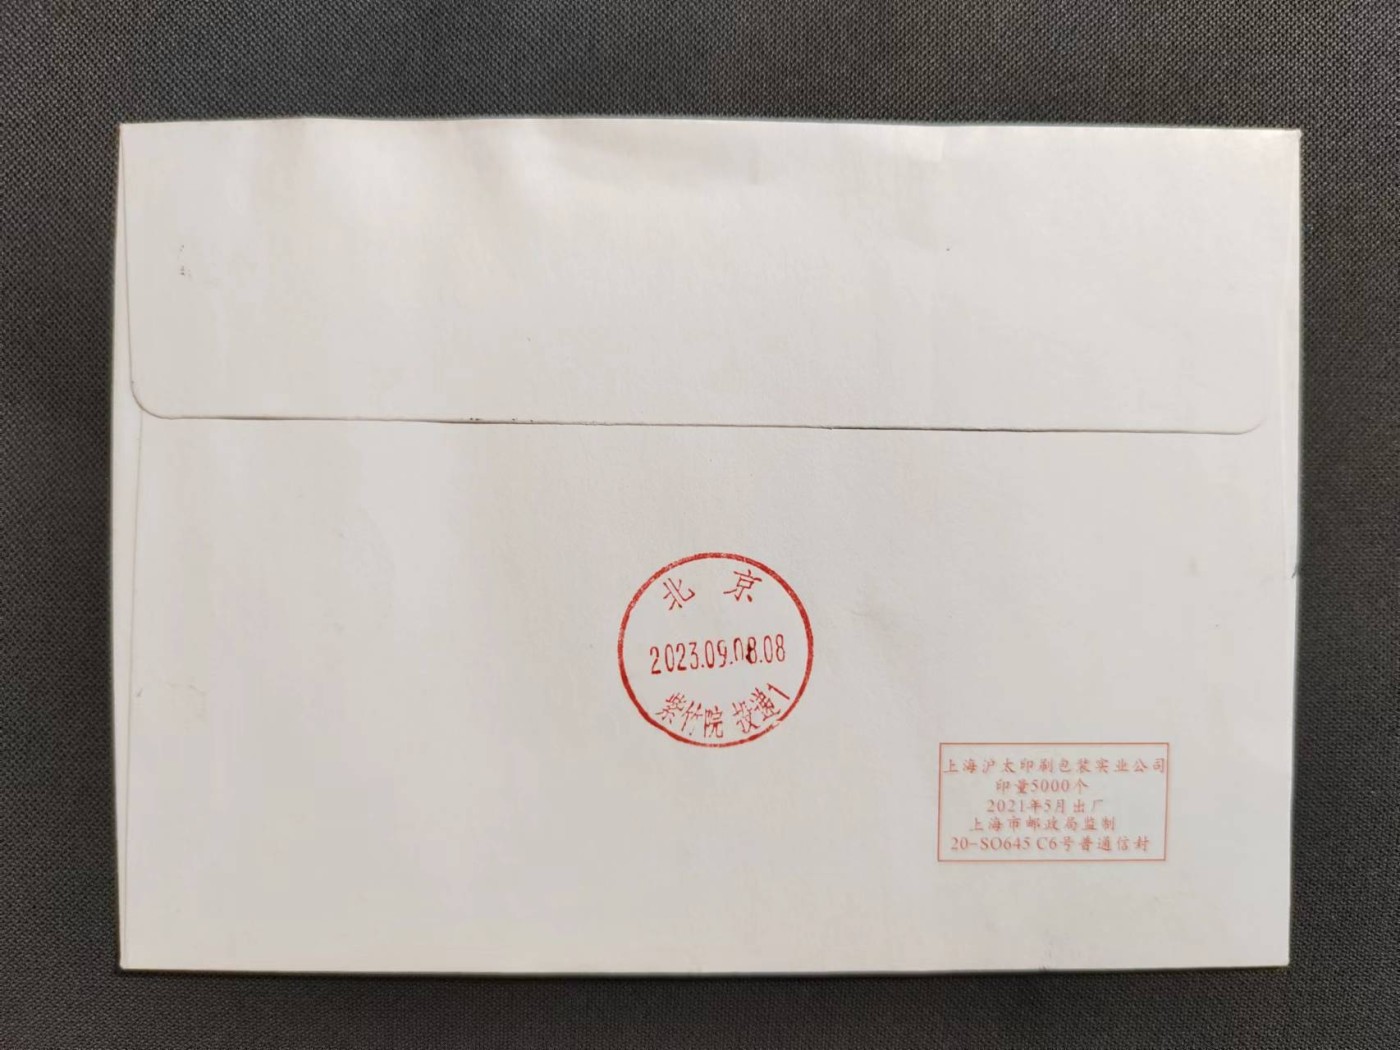 北 京
2023.09.08.08
紫竹院 投递1
上海沪太印刷包装实业公司
印量5000个
2021年5月出厂
上海市邮政局监制
20-SO645 C6号普通信封